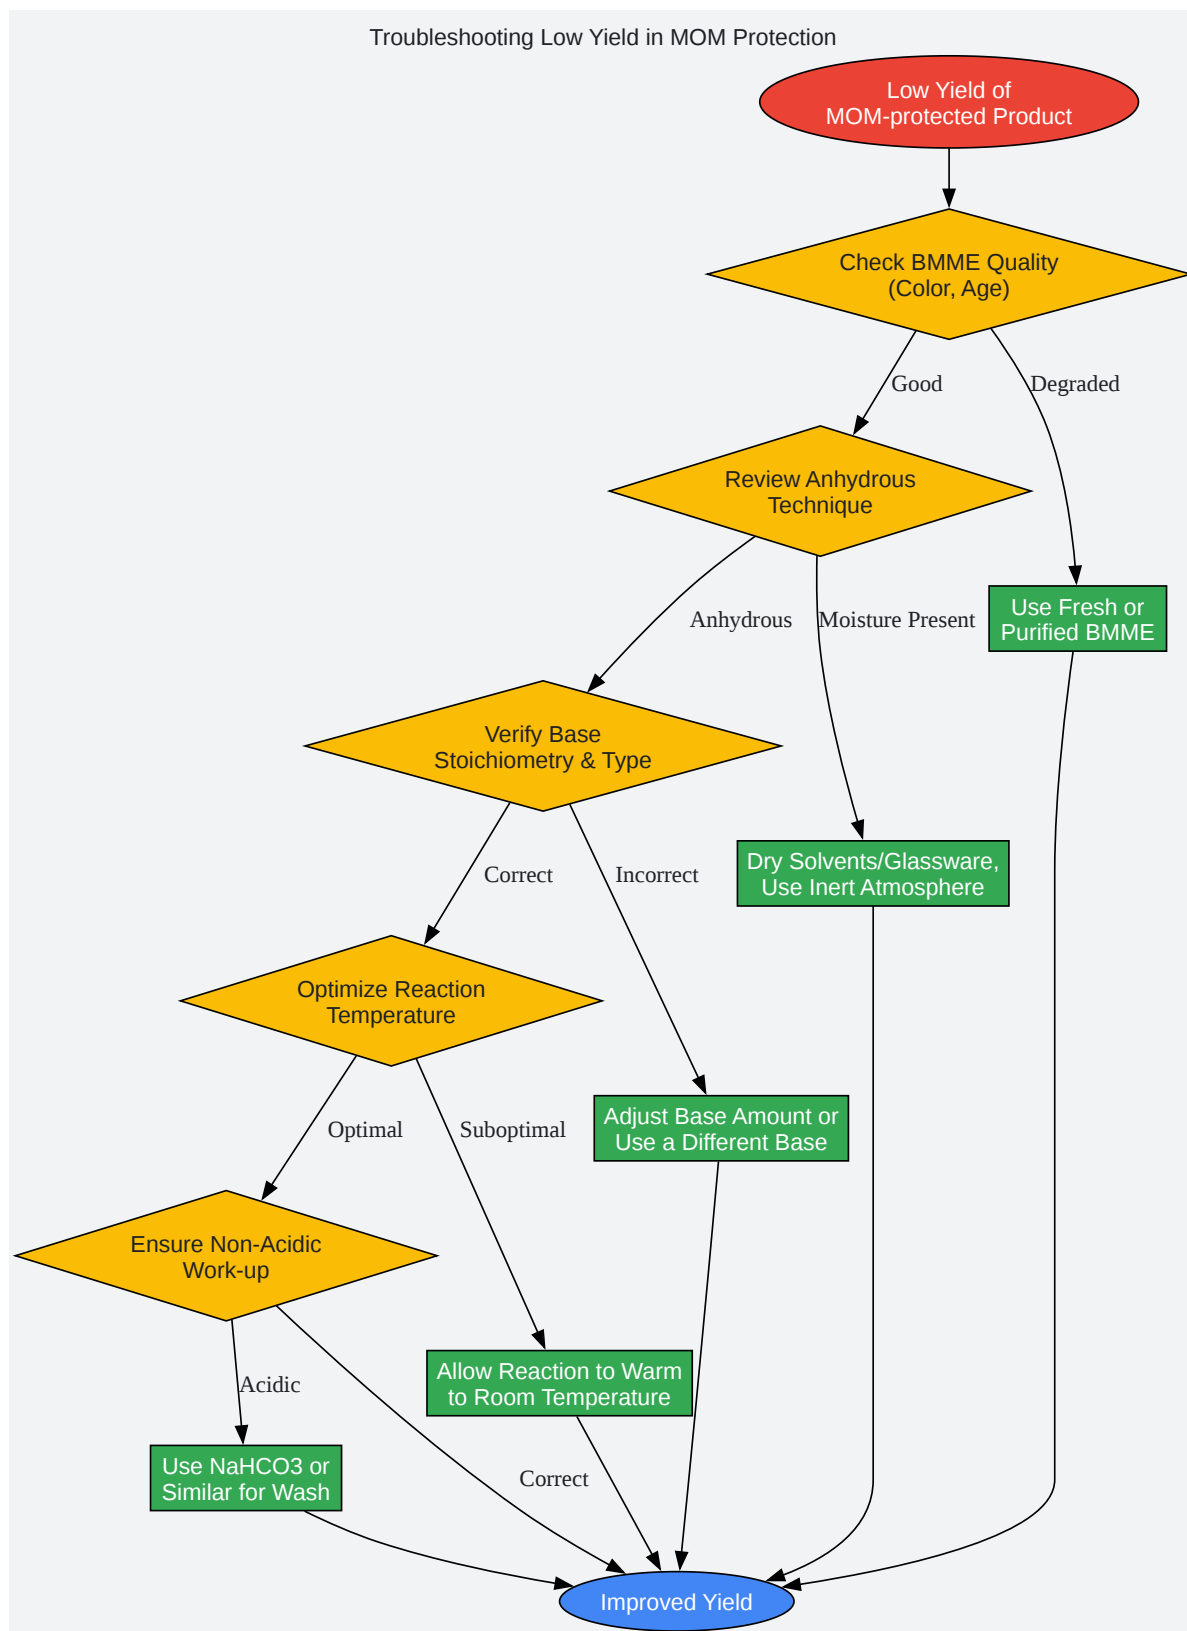 Troubleshooting Low Yield in MOM Protection
Low Yield of
MOM-protected Product
Check BMME Quality
(Color, Age)
Good
Degraded
Review Anhydrous
Technique
Use Fresh or
Purified BMME
Anhydrous
Moisture Present
Verify Base
Stoichiometry & Type
Dry Solvents/Glassware,
Use Inert Atmosphere
Correct
Incorrect
Optimize Reaction
Temperature
Adjust Base Amount or
Use a Different Base
Optimal
Suboptimal
Ensure Non-Acidic
Work-up
Allow Reaction to Warm
to Room Temperature
Acidic
Use NaHCO3 or
Similar for Wash
Correct
Improved Yield